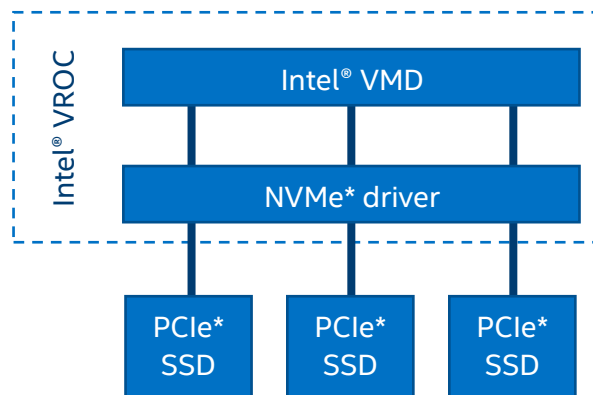 Intel® VROC
Intel® VMD
NVMe* driver
PCIe*
SSD
PCIe*
SSD
PCIe*
SSD